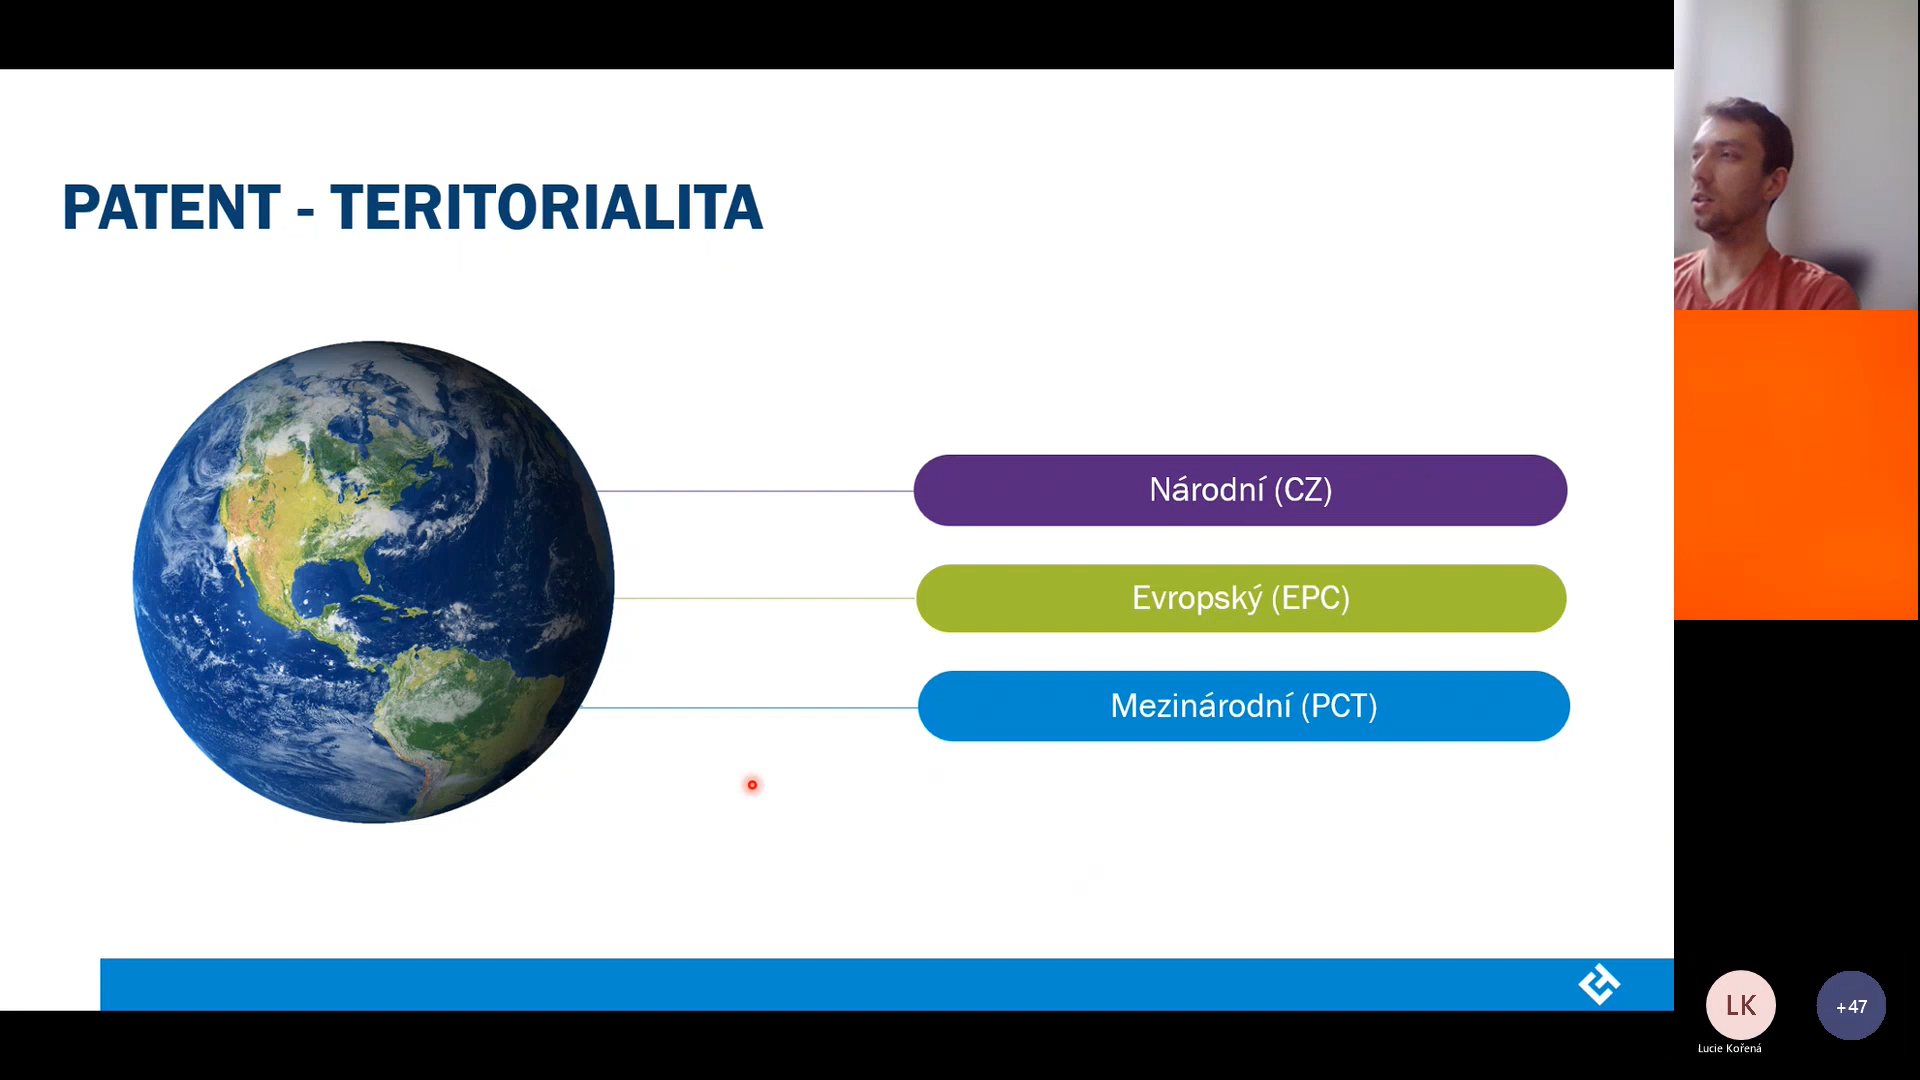 PATENT - TERITORIALITA
Národní (CZ)
Evropský (EPC)
Mezinárodní (PCT)
LK
+47
Lucie Kořená